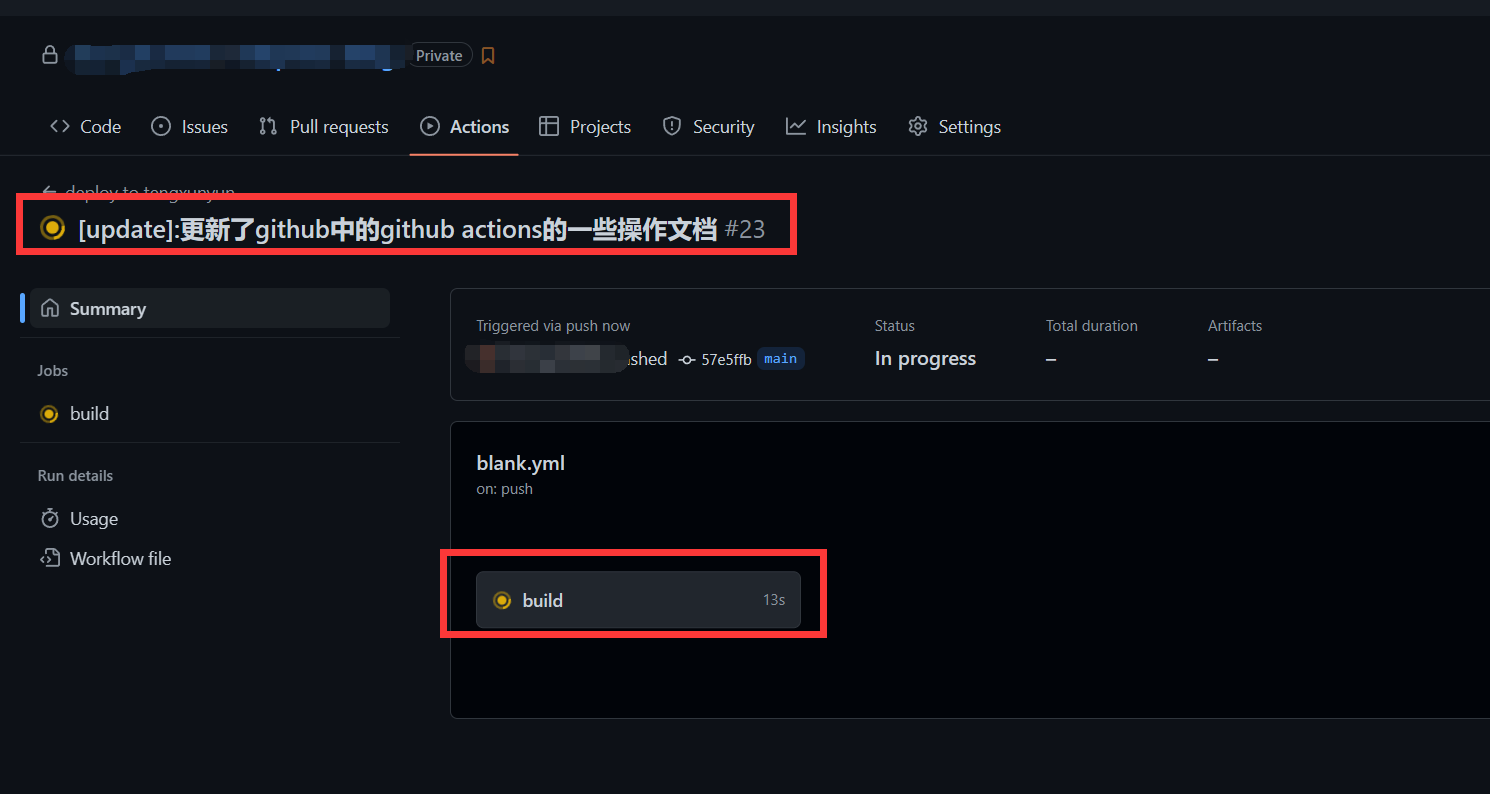 Private
Code Issues Pull requests Actions Projects Security Insights Settings
deploy to tengxunyun
[update]:更新了github中的github actions的一些操作文档 #23
Summary
Jobs
build
Run details
Usage
Workflow file
Triggered via push now
shed 57e5ffb main
Status
In progress
Total duration
–
Artifacts
–
blank.yml
on: push
build 13s